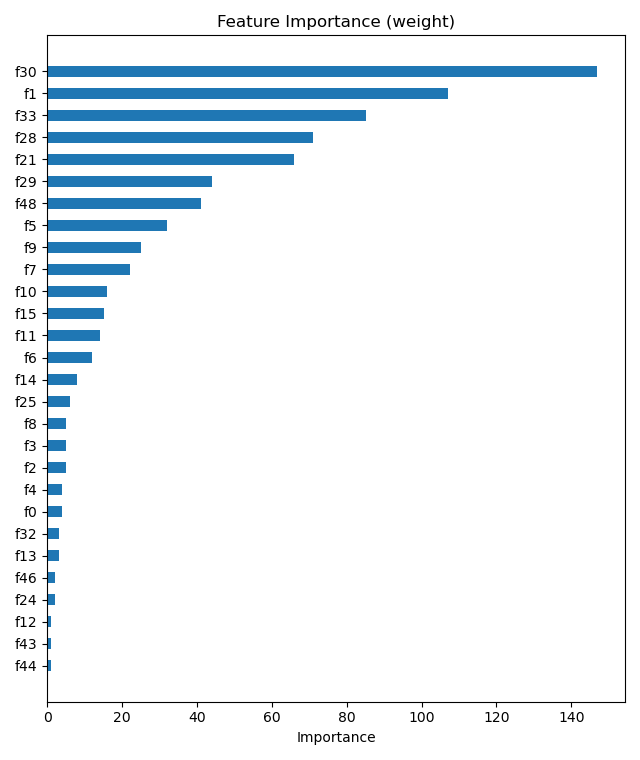 Feature Importance (weight)
f30
f1
f33
f28
f21
f29
f48
f5
f9
f7
f10
f15
f11
f6
f14
f25
f8
f3
f2
f4
f0
f32
f13
f46
f24
f12
f43
f44
0 20 40 60 80 100 120 140
Importance